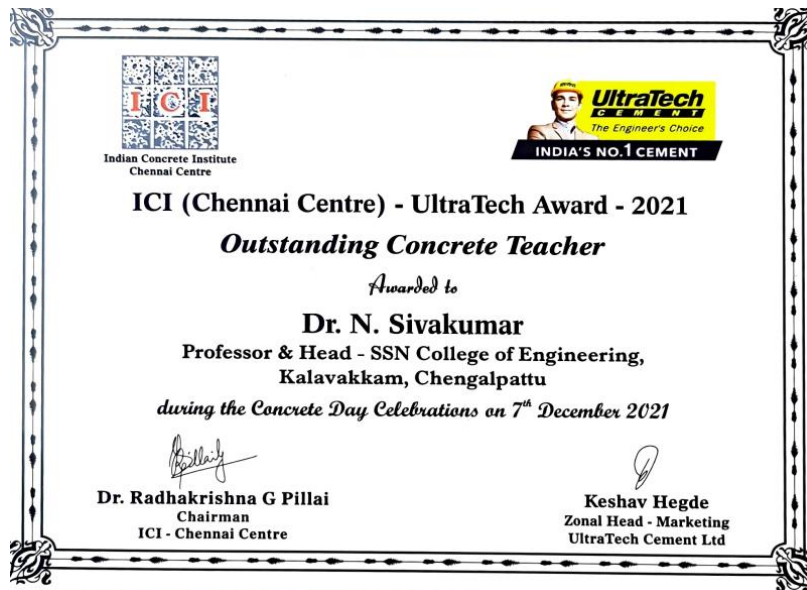 ICI
Indian Concrete Institute
Chennai Centre
UltraTech
CEMENT
The Engineer's Choice
INDIA'S NO.1 CEMENT
ICI (Chennai Centre) - UltraTech Award - 2021
Outstanding Concrete Teacher
Awarded to
Dr. N. Sivakumar
Professor & Head - SSN College of Engineering,
Kalavakkam, Chengalpattu
during the Concrete Day Celebrations on 7th December 2021
Dr. Radhakrishna G Pillai
Chairman
ICI - Chennai Centre
Keshav Hegde
Zonal Head - Marketing
UltraTech Cement Ltd